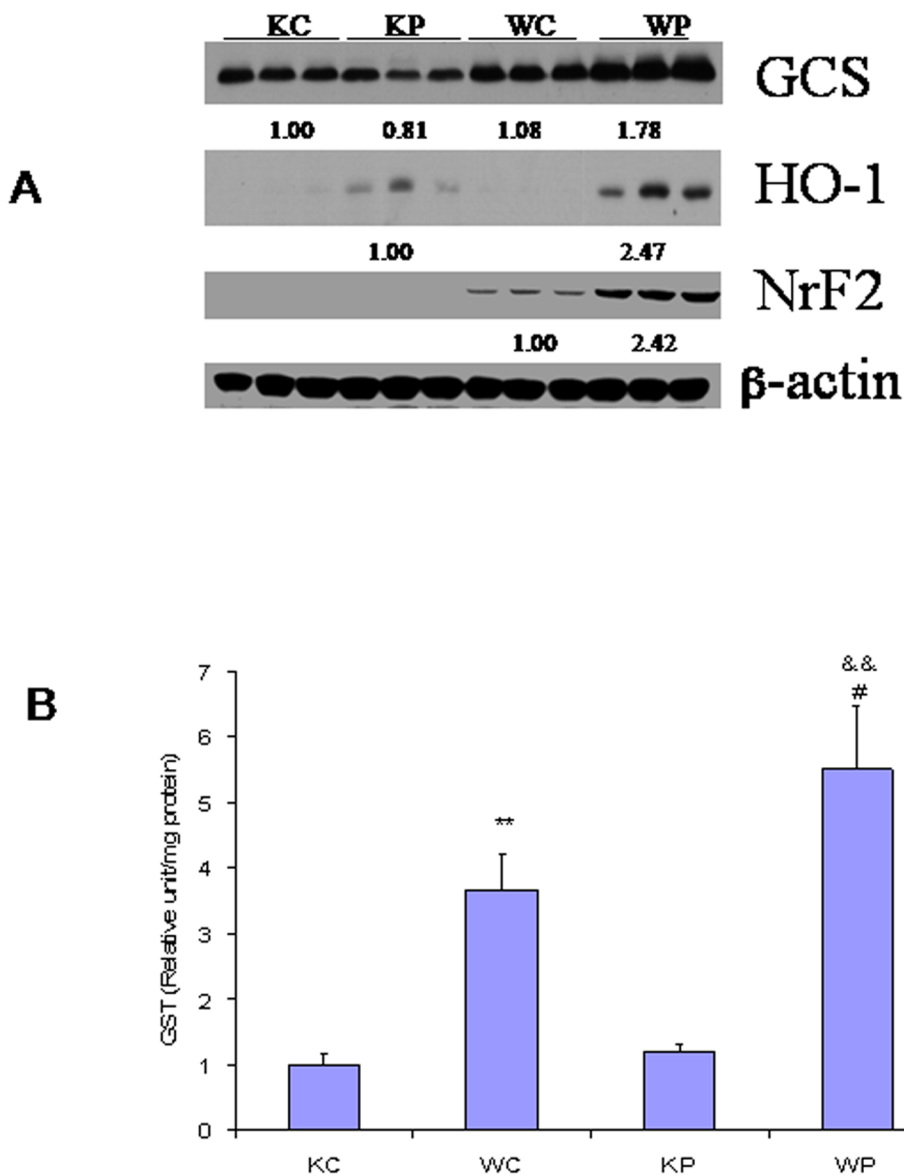 KC KP WC WP
GCS
1.00 0.81 1.08 1.78
A
HO-1
1.00 2.47
NrF2
1.00 2.42
β-actin
B
GST (Relative unit/mg protein)
7
6
5
4
3
2
1
0
**
&&
#
KC WC KP WP